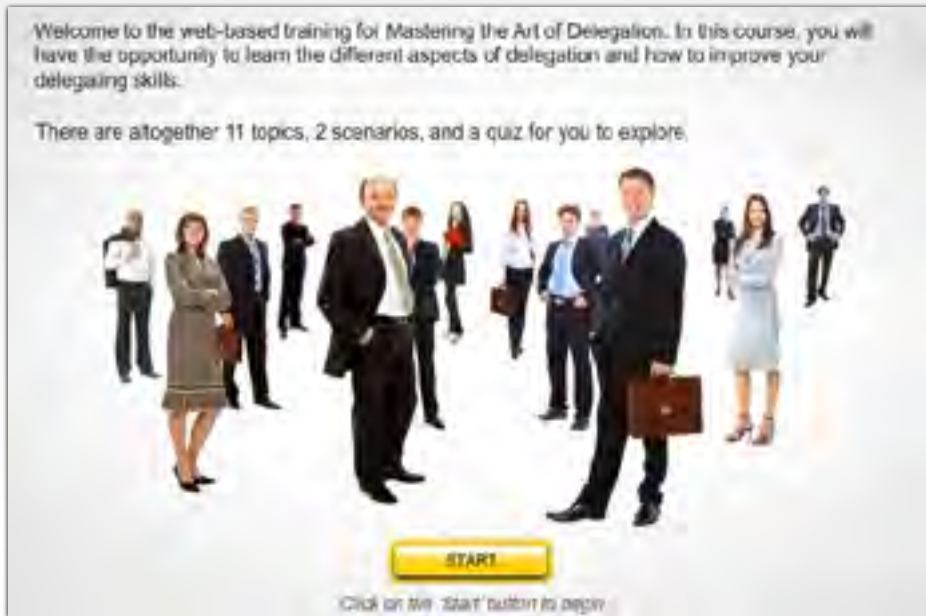 Welcome to the web-based training for Mastering the Art of Delegation. In this course, you will
have the opportunity to learn the different aspects of delegation and how to improve your
delegating skills.
There are altogether 11 topics, 2 scenarios, and a quiz for you to explore.
START
Click on the 'Start' button to begin